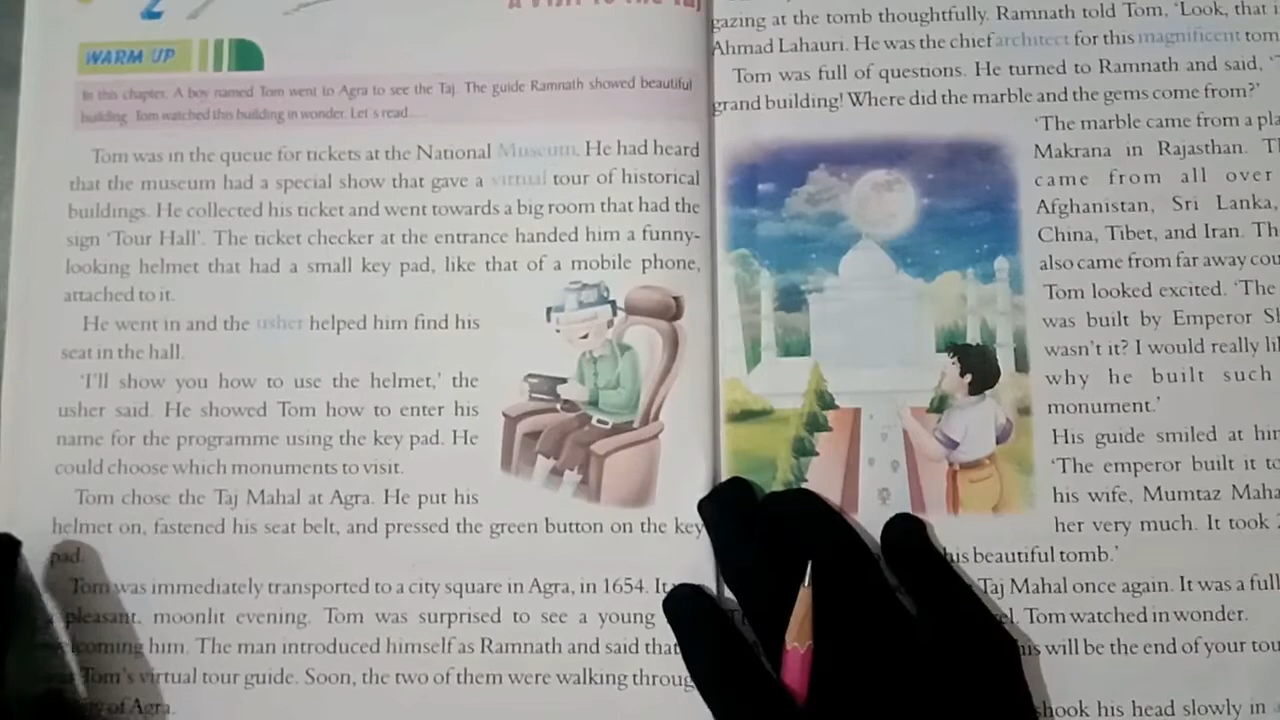 2
A VISIT TO THE TAJ
WARM UP
In this chapter, A boy named Tom went to Agra to see the Taj. The guide Ramnath showed beautiful
building. Tom watched this building in wonder. Let's read....
Tom was in the queue for tickets at the National Museum. He had heard
that the museum had a special show that gave a virtual tour of historical
buildings. He collected his ticket and went towards a big room that had the
sign 'Tour Hall'. The ticket checker at the entrance handed him a funny-
looking helmet that had a small key pad, like that of a mobile phone,
attached to it.
He went in and the usher helped him find his
seat in the hall.
'I'll show you how to use the helmet,' the
usher said. He showed Tom how to enter his
name for the programme using the key pad. He
could choose which monuments to visit.
Tom chose the Taj Mahal at Agra. He put his
helmet on, fastened his seat belt, and pressed the green button on the key
pad.
Tom was immediately transported to a city square in Agra, in 1654. It
pleasant, moonlit evening. Tom was surprised to see a young
him. The man introduced himself as Ramnath and said that
Tom's virtual tour guide. Soon, the two of them were walking
of Agra.
gazing at the tomb thoughtfully. Ramnath told Tom, 'Look, that
Ahmad Lahauri. He was the chief architect for this magnificent
Tom was full of questions. He turned to Ramnath and said,
grand building! Where did the marble and the gems come from?'
'The marble came from a
Makrana in Rajasthan.
came from all over
Afghanistan, Sri Lanka,
China, Tibet, and Iran.
also came from far away
Tom looked excited. 'The
was built by Emperor
wasn't it? I would really
why he built such
monument.'
His guide smiled at
'The emperor built it
his wife, Mumtaz
her very much. It took
his beautiful tomb.'
Taj Mahal once again. It was a full
Tom watched in wonder.
will be the end of your
shook his head slowly in